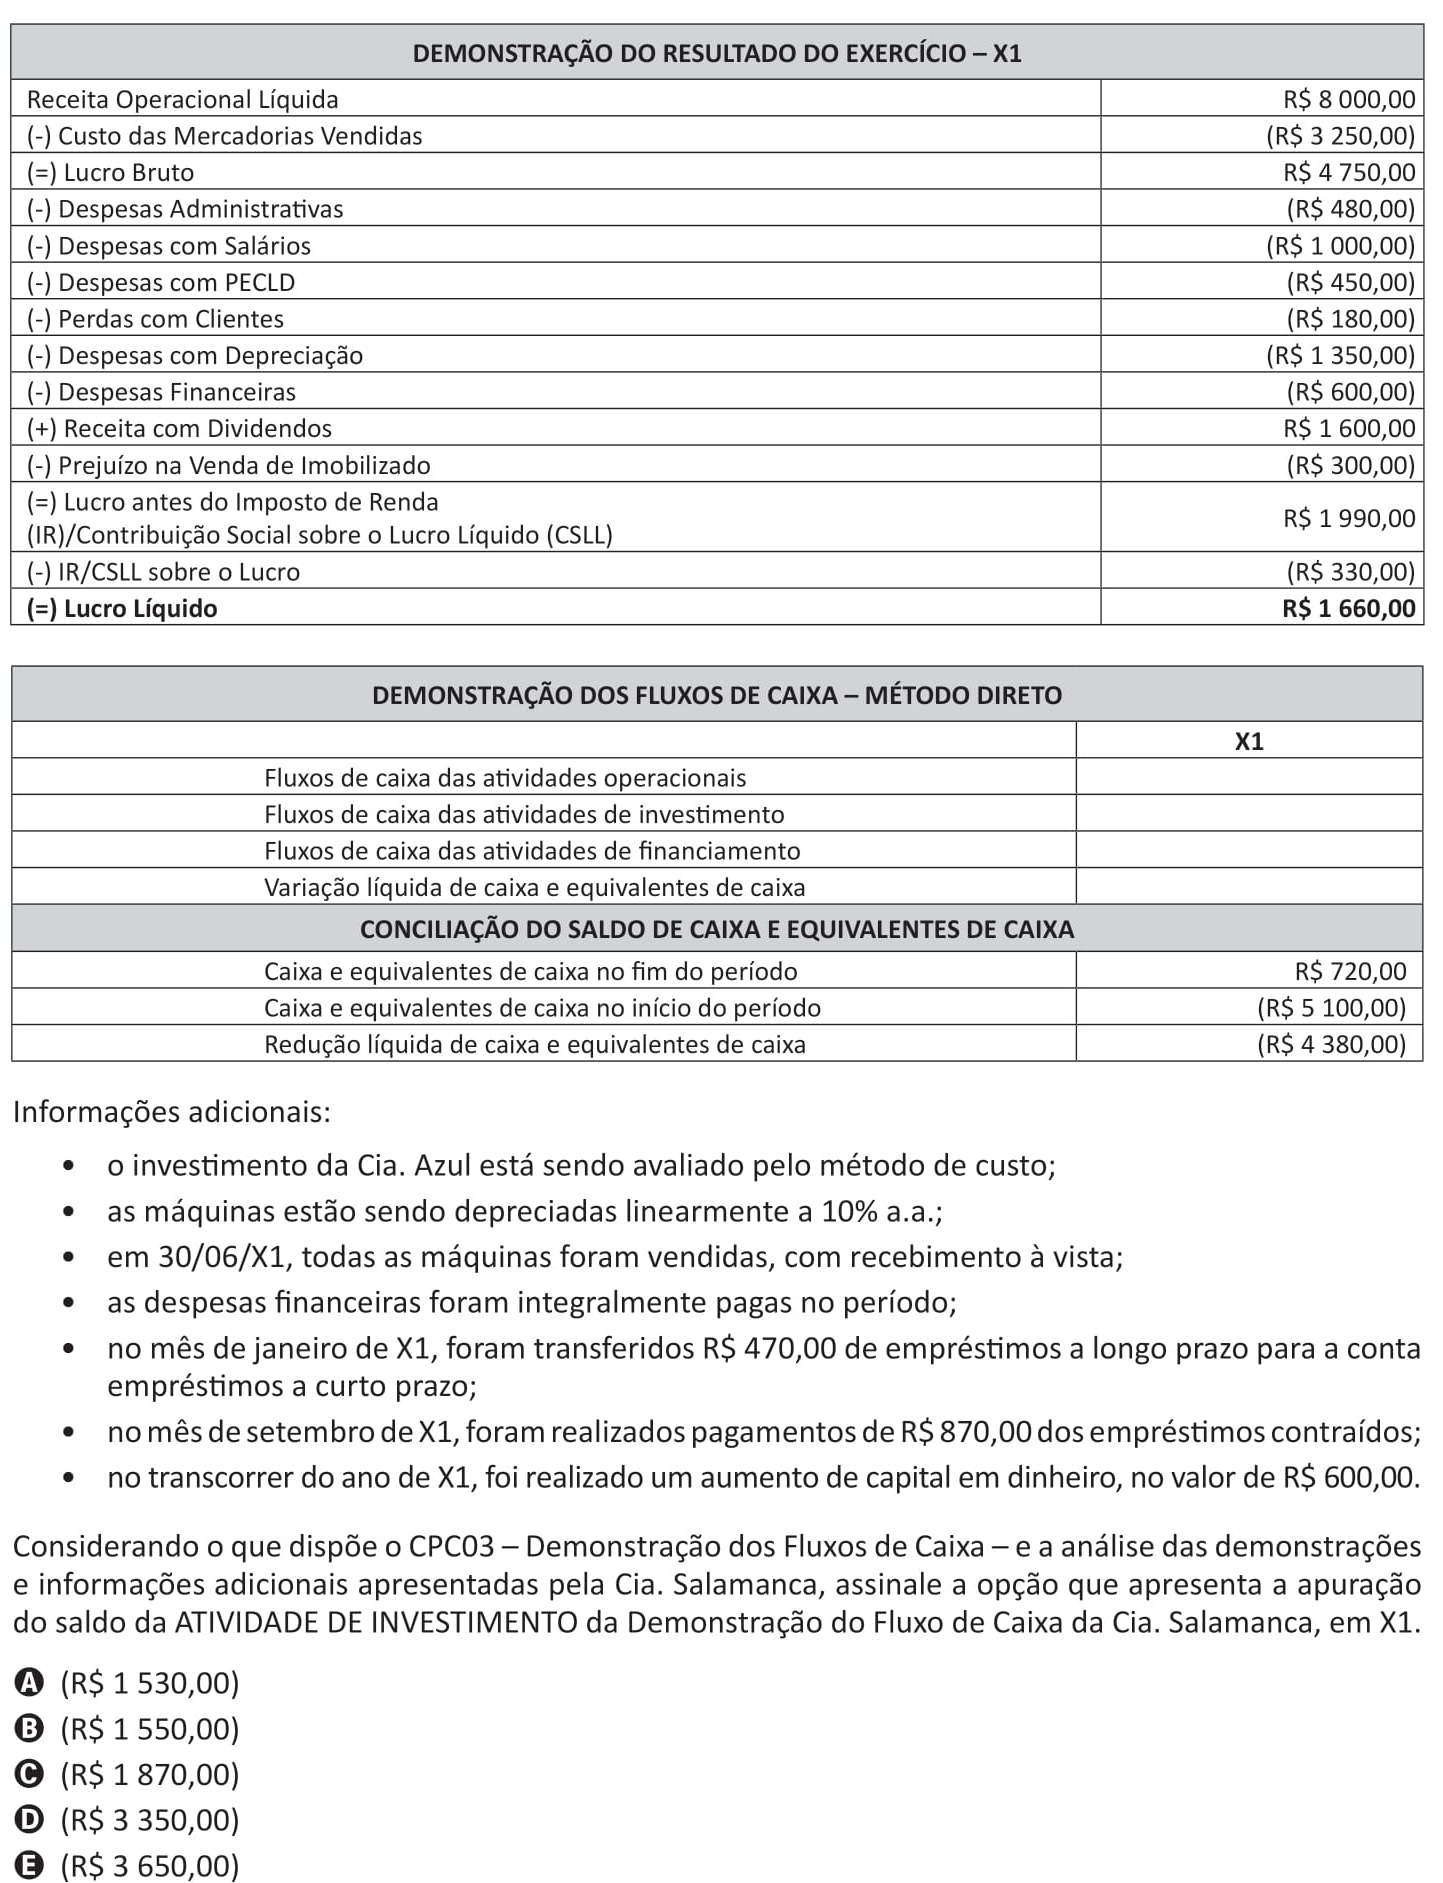 DEMONSTRAÇÃO DO RESULTADO DO EXERCÍCIO – X1
Receita Operacional Líquida R$ 8 000,00
(-) Custo das Mercadorias Vendidas (R$ 3 250,00)
(=) Lucro Bruto R$ 4 750,00
(-) Despesas Administrativas (R$ 480,00)
(-) Despesas com Salários (R$ 1 000,00)
(-) Despesas com PECLD (R$ 450,00)
(-) Perdas com Clientes (R$ 180,00)
(-) Despesas com Depreciação (R$ 1 350,00)
(-) Despesas Financeiras (R$ 600,00)
(+) Receita com Dividendos R$ 1 600,00
(-) Prejuízo na Venda de Imobilizado (R$ 300,00)
(=) Lucro antes do Imposto de Renda
(IR)/Contribuição Social sobre o Lucro Líquido (CSLL) R$ 1 990,00
(-) IR/CSLL sobre o Lucro (R$ 330,00)
(=) Lucro Líquido R$ 1 660,00
DEMONSTRAÇÃO DOS FLUXOS DE CAIXA – MÉTODO DIRETO
X1
Fluxos de caixa das atividades operacionais
Fluxos de caixa das atividades de investimento
Fluxos de caixa das atividades de financiamento
Variação líquida de caixa e equivalentes de caixa
CONCILIAÇÃO DO SALDO DE CAIXA E EQUIVALENTES DE CAIXA
Caixa e equivalentes de caixa no fim do período R$ 720,00
Caixa e equivalentes de caixa no início do período (R$ 5 100,00)
Redução líquida de caixa e equivalentes de caixa (R$ 4 380,00)
Informações adicionais:
• o investimento da Cia. Azul está sendo avaliado pelo método de custo;
• as máquinas estão sendo depreciadas linearmente a 10% a.a.;
• em 30/06/X1, todas as máquinas foram vendidas, com recebimento à vista;
• as despesas financeiras foram integralmente pagas no período;
• no mês de janeiro de X1, foram transferidos R$ 470,00 de empréstimos a longo prazo para a conta
empréstimos a curto prazo;
• no mês de setembro de X1, foram realizados pagamentos de R$ 870,00 dos empréstimos contraídos;
• no transcorrer do ano de X1, foi realizado um aumento de capital em dinheiro, no valor de R$ 600,00.
Considerando o que dispõe o CPC03 – Demonstração dos Fluxos de Caixa – e a análise das demonstrações
e informações adicionais apresentadas pela Cia. Salamanca, assinale a opção que apresenta a apuração
do saldo da ATIVIDADE DE INVESTIMENTO da Demonstração do Fluxo de Caixa da Cia. Salamanca, em X1.
A (R$ 1 530,00)
B (R$ 1 550,00)
C (R$ 1 870,00)
D (R$ 3 350,00)
E (R$ 3 650,00)